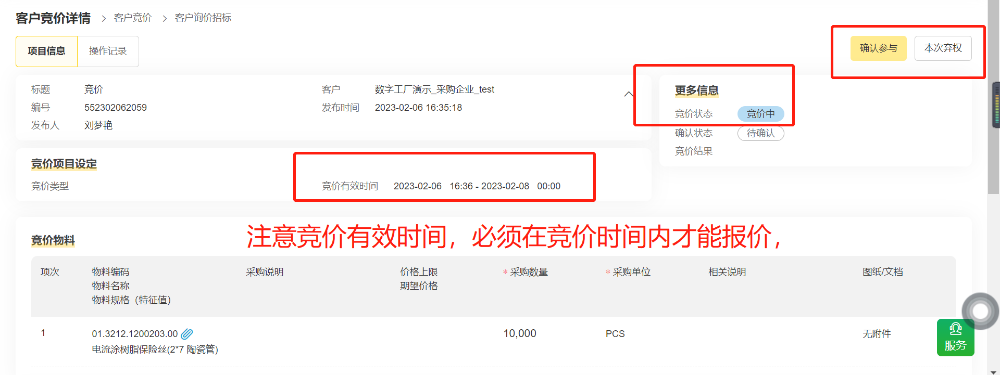 客户竞价详情 > 客户竞价 > 客户询价招标
项目信息 操作记录
确认参与 本次弃权
标题 竞价
客户 数字工厂演示_采购企业_test
编号 552302062059
发布时间 2023-02-06 16:35:18
发布人 刘梦艳
更多信息
竞价状态 竞价中
确认状态 待确认
竞价结果
竞价项目设定
竞价类型
竞价有效时间 2023-02-06 16:36 - 2023-02-08 00:00
注意竞价有效时间，必须在竞价时间内才能报价，
竞价物料
项次 物料编码 采购说明 价格上限 * 采购数量 * 采购单位 相关说明 图纸/文档
物料名称 期望价格
物料规格（特征值）
1 01.3212.1200203.00 10,000 PCS 无附件
电流涂树脂保险丝(2*7 陶瓷管)
服务